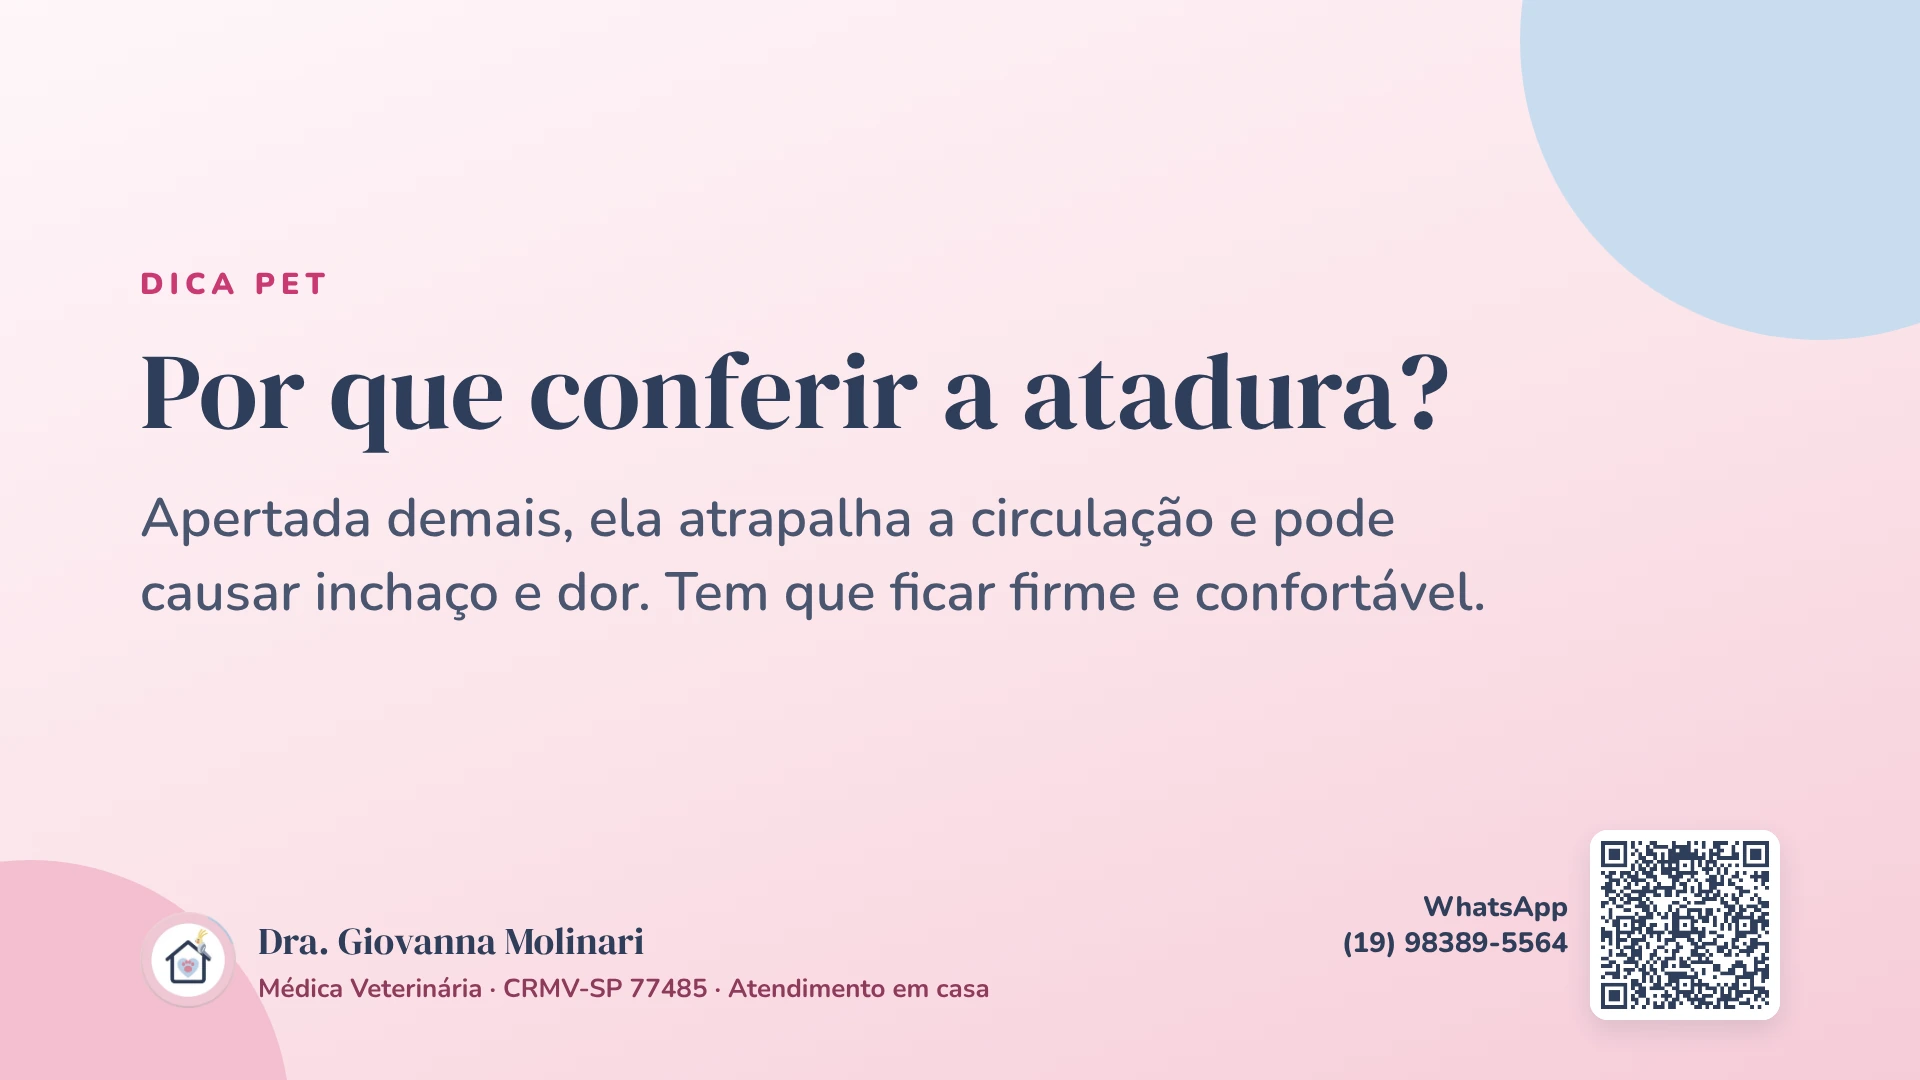 DICA PET
Por que conferir a atadura?
Apertada demais, ela atrapalha a circulação e pode
causar inchaço e dor. Tem que ficar firme e confortável.
Dra. Giovanna Molinari
Médica Veterinária · CRMV-SP 77485 · Atendimento em casa
WhatsApp
(19) 98389-5564